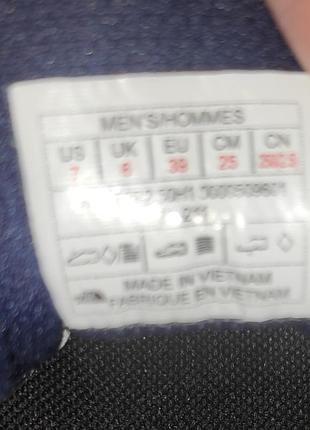 MEN'S/HOMMES
US UK EU CM CN
7 6 39 25
MADE IN VIETNAM
FABRIQUE EN VIETNAM